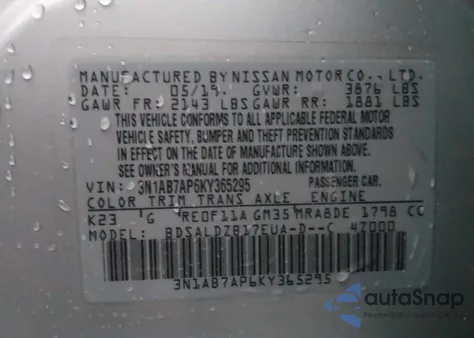 MANUFACTURED BY NISSAN MOTOR CO., LTD.
DATE: 05/19 GVWR: 3876 LBS
GAWR FR: 2143 LBS GAWR RR: 1881 LBS
THIS VEHICLE CONFORMS TO ALL APPLICABLE FEDERAL MOTOR
VEHICLE SAFETY, BUMPER AND THEFT PREVENTION STANDARDS
IN EFFECT ON THE DATE OF MANUFACTURE SHOWN ABOVE.
SEE OWNER'S MANUAL FOR ADDITIONAL INFORMATION.
VIN: 3N1AB7AP6KY365295 PASSENGER CAR.
COLOR TRIM TRANS AXLE ENGINE
K23 G RE0F11A GM35 MRA8DE 1798 CC
MODEL: BDSALDZB17EUA-D--C 47000
3N1AB7AP6KY365295
autoSnap